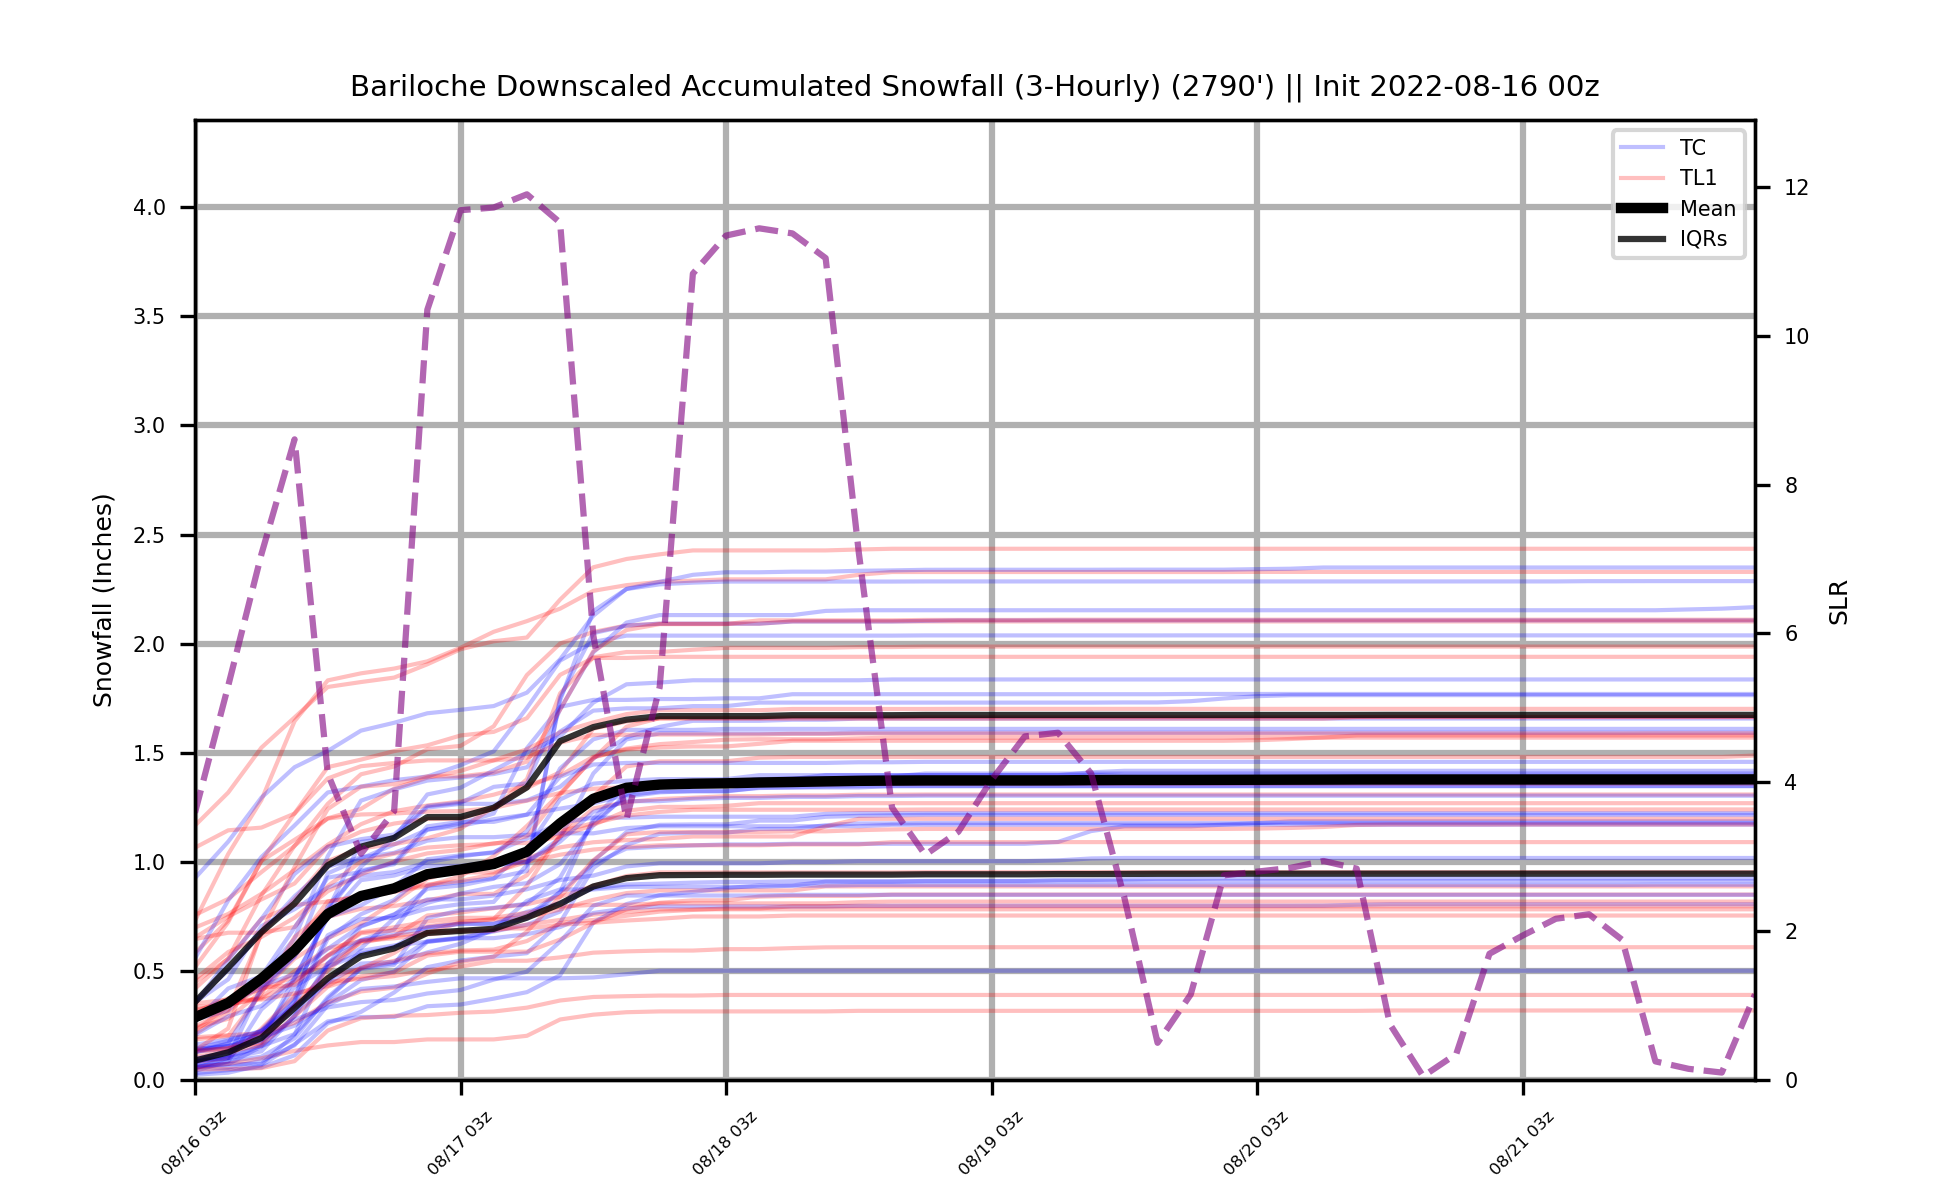 Bariloche Downscaled Accumulated Snowfall (3-Hourly) (2790') || Init 2022-08-16 00z
TC
TL1
Mean
IQRs
Snowfall (Inches)
4.0
3.5
3.0
2.5
2.0
1.5
1.0
0.5
0.0
SLR
12
10
8
6
4
2
0
08/16 03z
08/17 03z
08/18 03z
08/19 03z
08/20 03z
08/21 03z